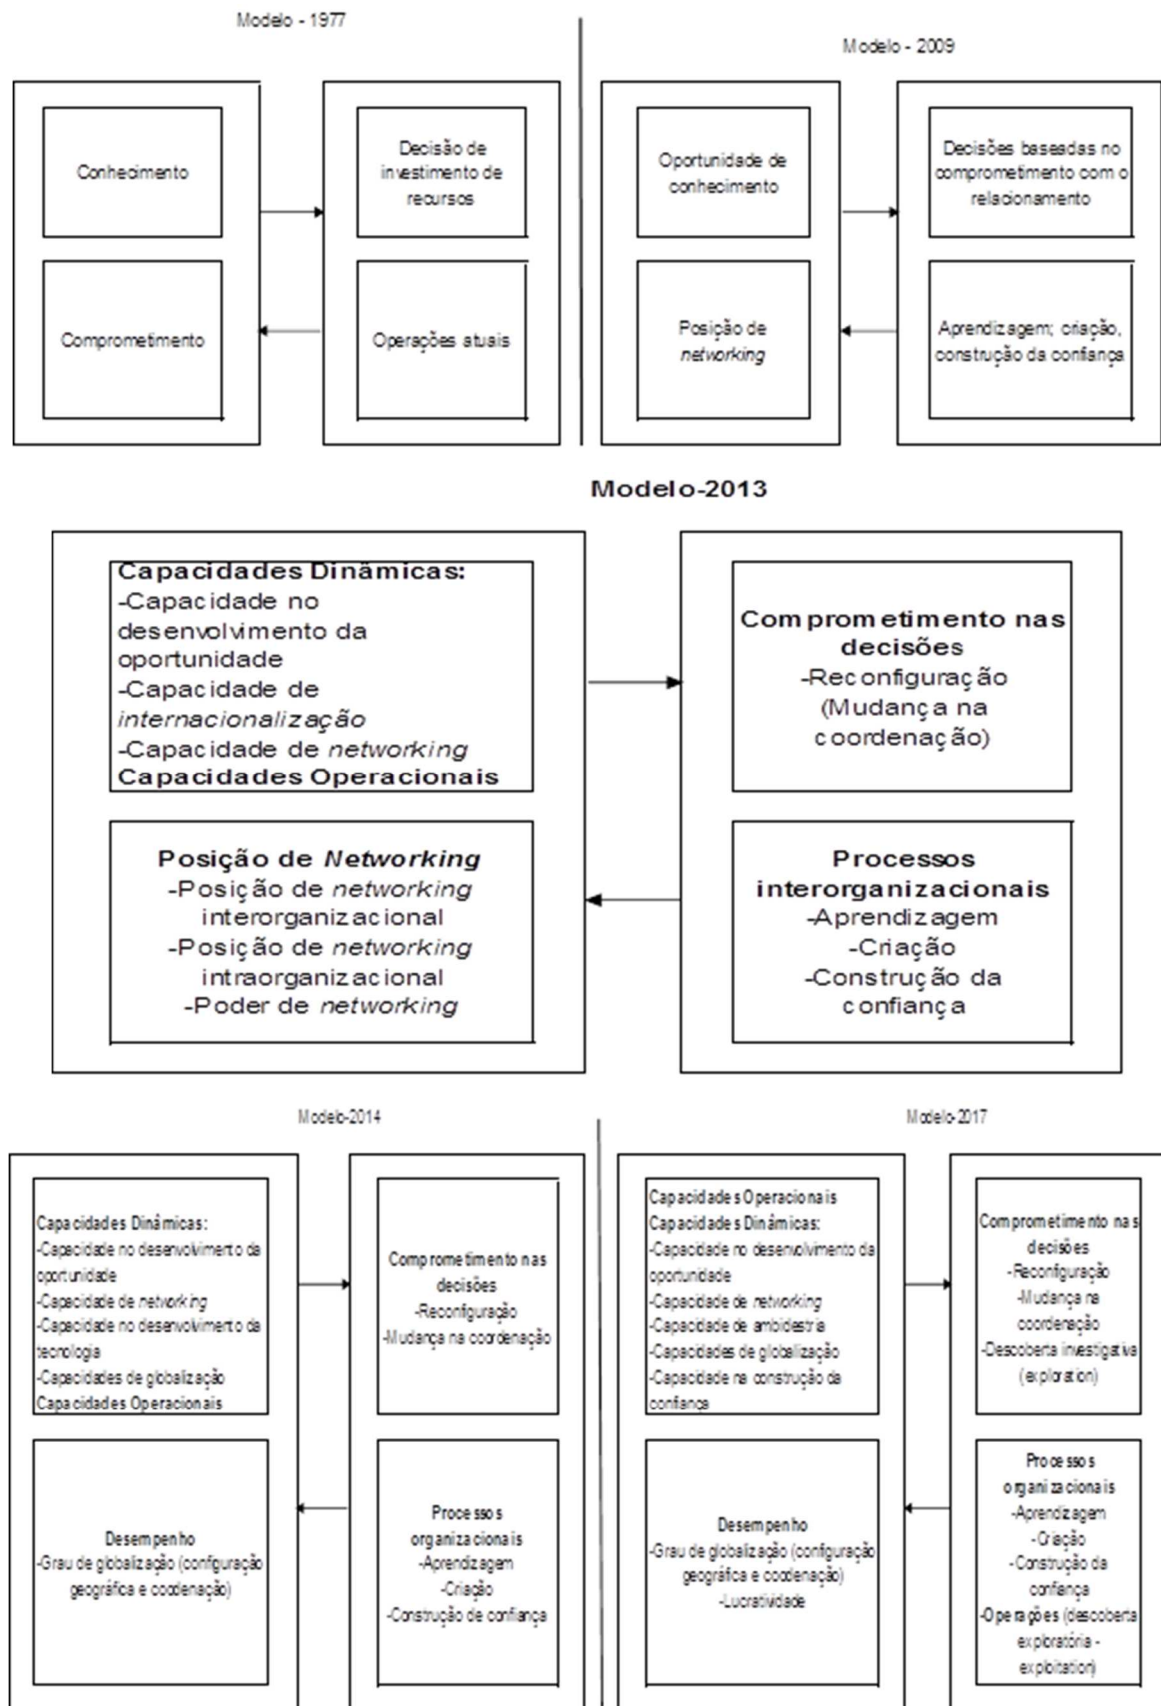 Modelo - 1977
Conhecimento
Comprometimento
Decisão de
investimento de
recursos
Operações atuais
Modelo - 2009
Oportunidade de
conhecimento
Posição de
networking
Decisões baseadas no
comprometimento com o
relacionamento
Aprendizagem; criação,
construção da confiança
Modelo-2013
Capacidades Dinâmicas:
-Capacidade no
desenvolvimento da
oportunidade
-Capacidade de
internacionalização
-Capacidade de networking
Capacidades Operacionais
Posição de Networking
-Posição de networking
interorganizacional
-Posição de networking
intraorganizacional
-Poder de networking
Comprometimento nas
decisões
-Reconfiguração
(Mudança na
coordenação)
Processos
interorganizacionais
-Aprendizagem
-Criação
-Construção da
confiança
Modelo-2014
Capacidades Dinâmicas:
-Capacidade no desenvolvimento da
oportunidade
-Capacidade de networking
-Capacidade no desenvolvimento da
tecnologia
-Capacidades de globalização
Capacidades Operacionais
Desempenho
-Grau de globalização (configuração
geográfica e coordenação)
Comprometimento nas
decisões
-Reconfiguração
-Mudança na coordenação
Processos
organizacionais
-Aprendizagem
-Criação
-Construção de confiança
Modelo-2017
Capacidades Operacionais
Capacidades Dinâmicas:
-Capacidade no desenvolvimento da
oportunidade
-Capacidade de networking
-Capacidade de ambidestria
-Capacidades de globalização
-Capacidade na construção da
confiança
Desempenho
-Grau de globalização (configuração
geográfica e coordenação)
-Lucratividade
Comprometimento nas
decisões
-Reconfiguração
-Mudança na
coordenação
-Descoberta investigativa
(exploration)
Processos
organizacionais
-Aprendizagem
-Criação
-Construção da
confiança
-Operações (descoberta
exploratória -
exploitation)